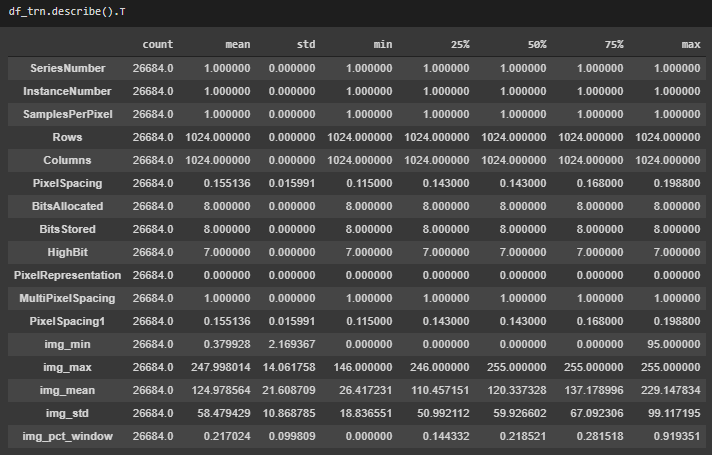 df_trn.describe().T
count mean std min 25% 50% 75% max
SeriesNumber 26684.0 1.000000 0.000000 1.000000 1.000000 1.000000 1.000000 1.000000
InstanceNumber 26684.0 1.000000 0.000000 1.000000 1.000000 1.000000 1.000000 1.000000
SamplesPerPixel 26684.0 1.000000 0.000000 1.000000 1.000000 1.000000 1.000000 1.000000
Rows 26684.0 1024.000000 0.000000 1024.000000 1024.000000 1024.000000 1024.000000 1024.000000
Columns 26684.0 1024.000000 0.000000 1024.000000 1024.000000 1024.000000 1024.000000 1024.000000
PixelSpacing 26684.0 0.155136 0.015991 0.115000 0.143000 0.143000 0.168000 0.198800
BitsAllocated 26684.0 8.000000 0.000000 8.000000 8.000000 8.000000 8.000000 8.000000
BitsStored 26684.0 8.000000 0.000000 8.000000 8.000000 8.000000 8.000000 8.000000
HighBit 26684.0 7.000000 0.000000 7.000000 7.000000 7.000000 7.000000 7.000000
PixelRepresentation 26684.0 0.000000 0.000000 0.000000 0.000000 0.000000 0.000000 0.000000
MultiPixelSpacing 26684.0 1.000000 0.000000 1.000000 1.000000 1.000000 1.000000 1.000000
PixelSpacing1 26684.0 0.155136 0.015991 0.115000 0.143000 0.143000 0.168000 0.198800
img_min 26684.0 0.379928 2.169367 0.000000 0.000000 0.000000 0.000000 95.000000
img_max 26684.0 247.998014 14.061758 146.000000 246.000000 255.000000 255.000000 255.000000
img_mean 26684.0 124.978564 21.608709 26.417231 110.457151 120.337328 137.178996 229.147834
img_std 26684.0 58.479429 10.868785 18.836551 50.992112 59.926602 67.092306 99.117195
img_pct_window 26684.0 0.217024 0.099809 0.000000 0.144332 0.218521 0.281518 0.919351